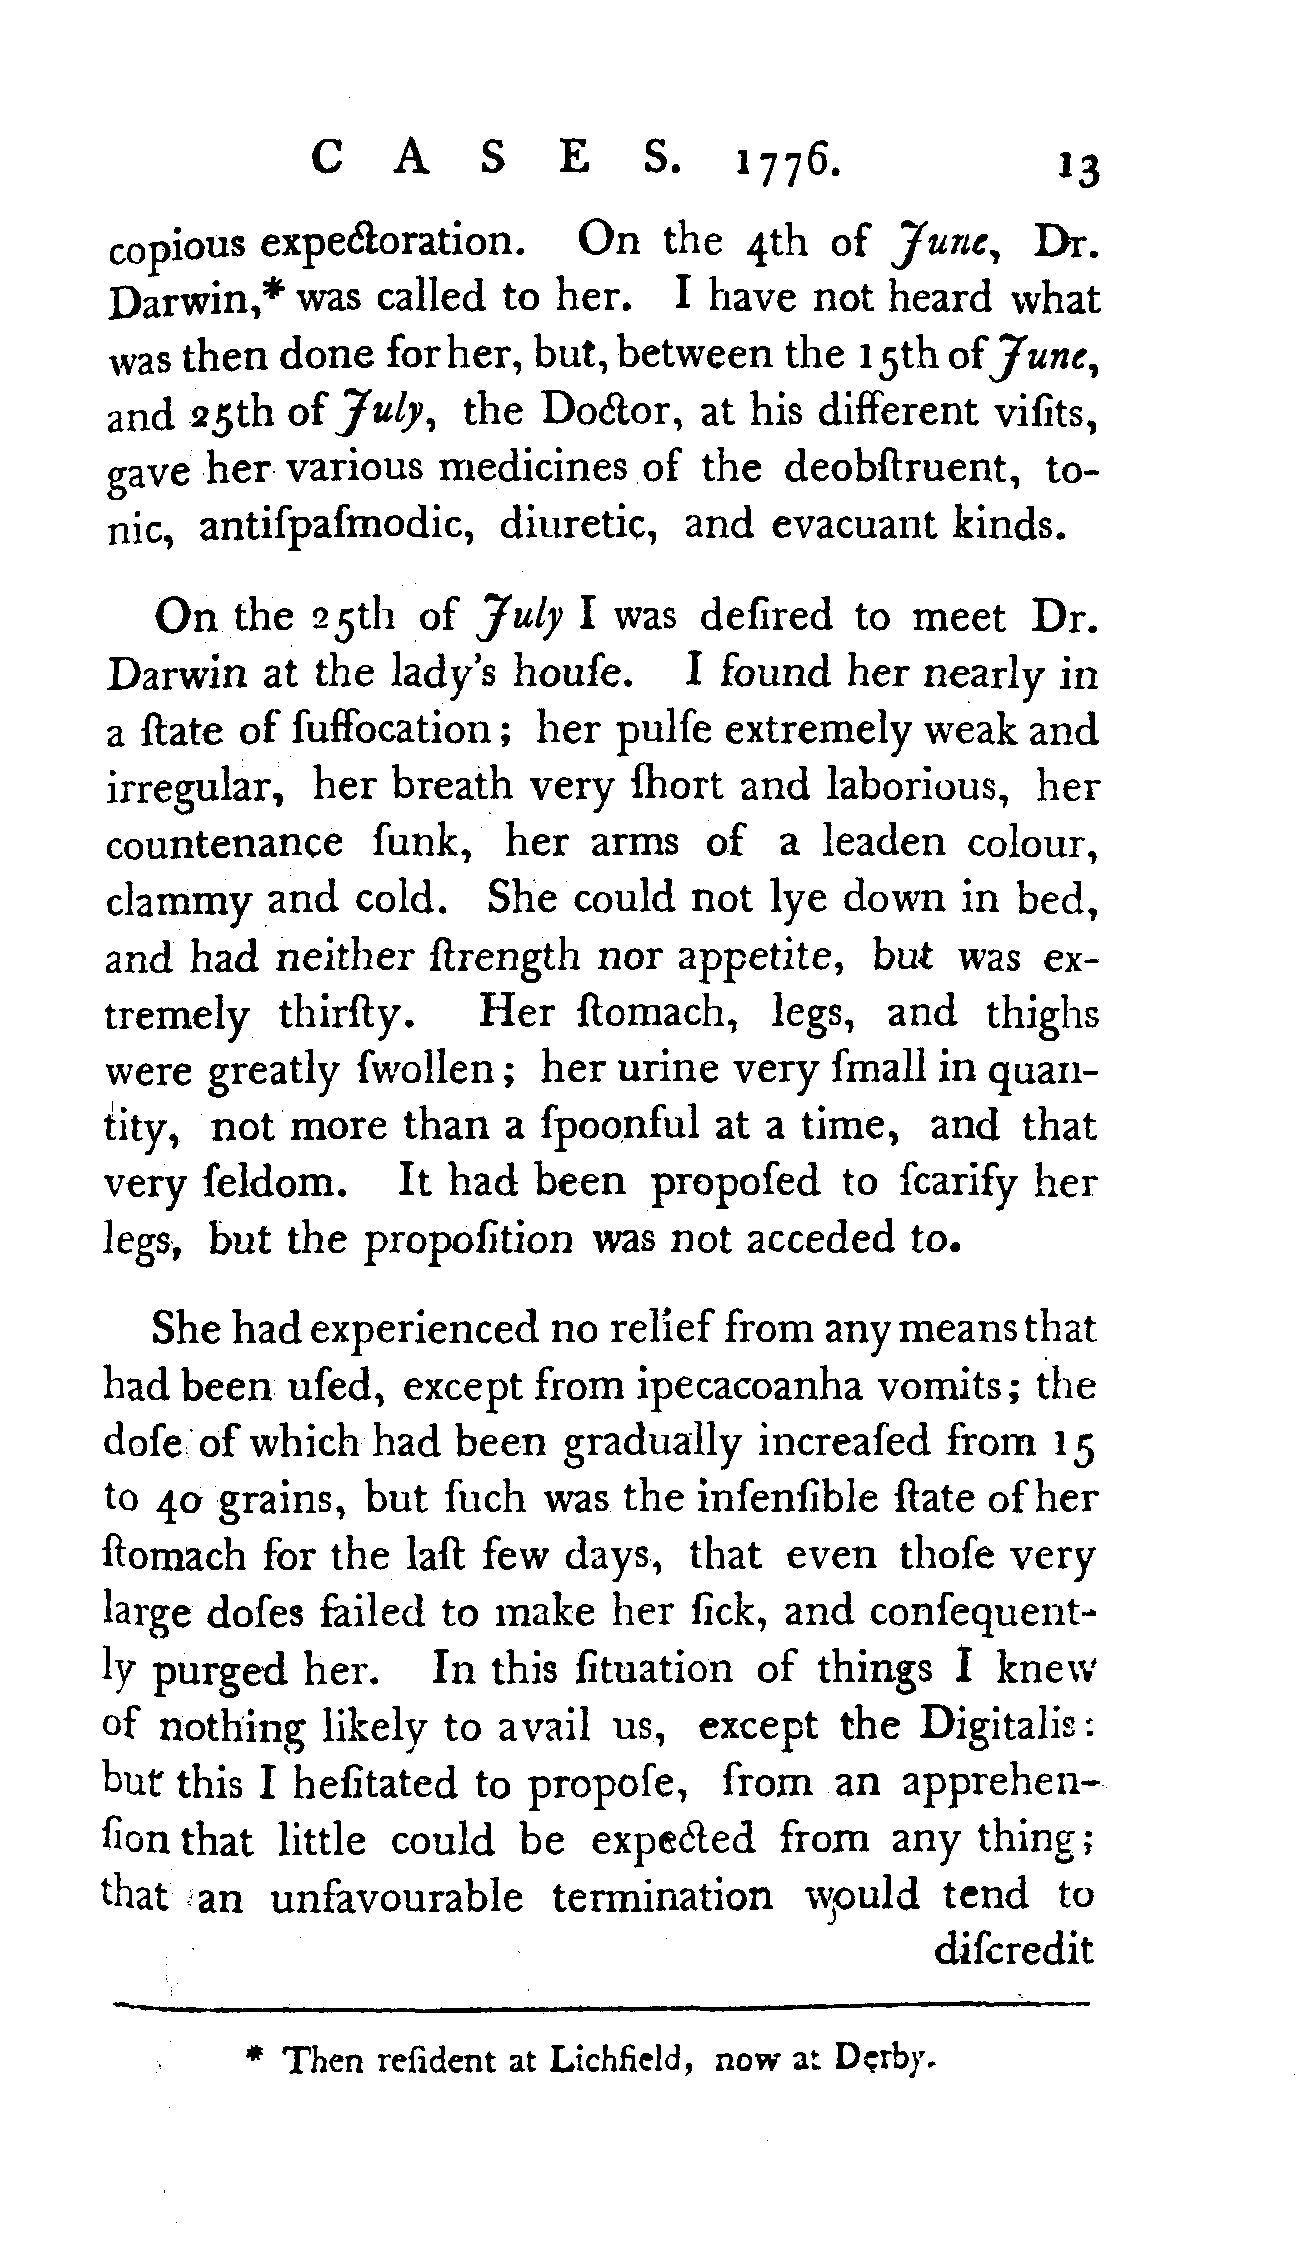 C A S E S. 1776. 13
copious expectoration. On the 4th of June, Dr.
Darwin,* was called to her. I have not heard what
was then done for her, but, between the 15th of June,
and 25th of July, the Doctor, at his different viſits,
gave her various medicines of the deobſtruent, to-
nic, antiſpaſmodic, diuretic, and evacuant kinds.
On the 25th of July I was deſired to meet Dr.
Darwin at the lady's houſe. I found her nearly in
a ſtate of ſuffocation; her pulſe extremely weak and
irregular, her breath very ſhort and laborious, her
countenance ſunk, her arms of a leaden colour,
clammy and cold. She could not lye down in bed,
and had neither ſtrength nor appetite, but was ex-
tremely thirſty. Her ſtomach, legs, and thighs
were greatly ſwollen; her urine very ſmall in quan-
tity, not more than a ſpoonful at a time, and that
very ſeldom. It had been propoſed to ſcarify her
legs, but the propoſition was not acceded to.
She had experienced no relief from any means that
had been uſed, except from ipecacoanha vomits; the
doſe of which had been gradually increaſed from 15
to 40 grains, but ſuch was the inſenſible ſtate of her
ſtomach for the laſt few days, that even thoſe very
large doſes failed to make her ſick, and conſequent-
ly purged her. In this ſituation of things I knew
of nothing likely to avail us, except the Digitalis:
but this I heſitated to propoſe, from an apprehen-
ſion that little could be expected from any thing;
that an unfavourable termination would tend to
diſcredit
* Then reſident at Lichfield, now at Derby.